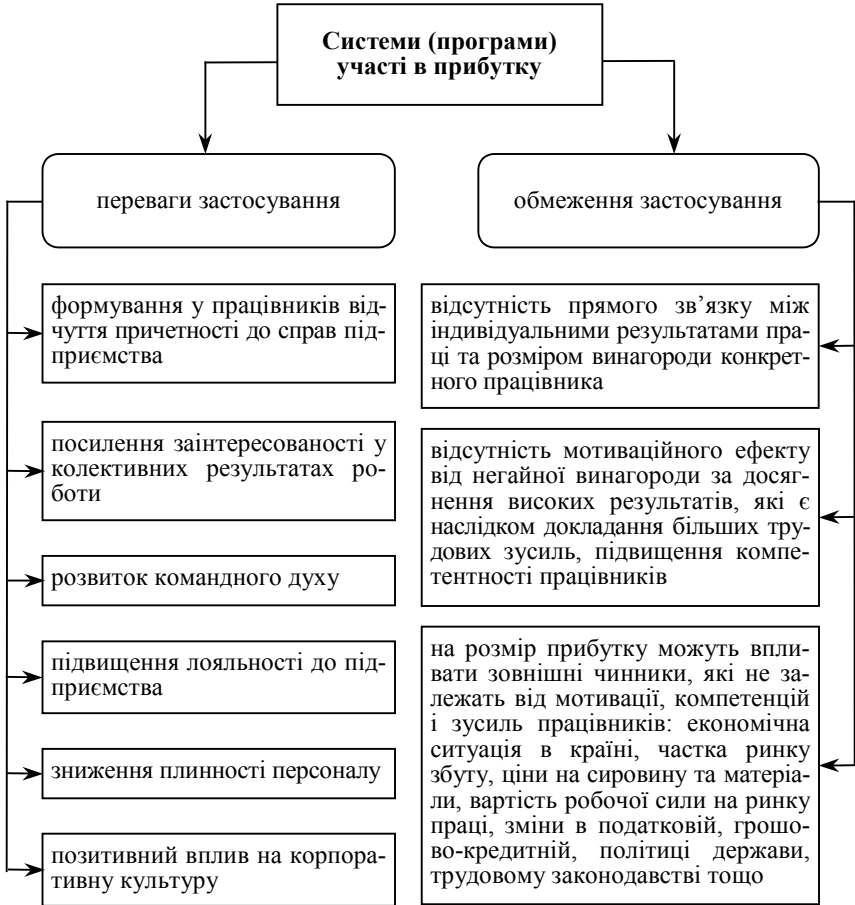 Системи (програми)
участі в прибутку
переваги застосування
обмеження застосування
формування у працівників від-
чуття причетності до справ під-
приємства
посилення заінтересованості у
колективних результатах ро-
боти
розвиток командного духу
підвищення лояльності до під-
приємства
зниження плинності персоналу
позитивний вплив на корпора-
тивну культуру
відсутність прямого зв’язку між
індивідуальними результатами пра-
ці та розміром винагороди конкрет-
ного працівника
відсутність мотиваційного ефекту
від негайної винагороди за досяг-
нення високих результатів, які є
наслідком докладання більших тру-
дових зусиль, підвищення компе-
тентності працівників
на розмір прибутку можуть впли-
вати зовнішні чинники, які не за-
лежать від мотивації, компетенцій
і зусиль працівників: економічна
ситуація в країні, частка ринку
збуту, ціни на сировину та матеріа-
ли, вартість робочої сили на ринку
праці, зміни в податковій, грошо-
во-кредитній, політиці держави,
трудовому законодавстві тощо